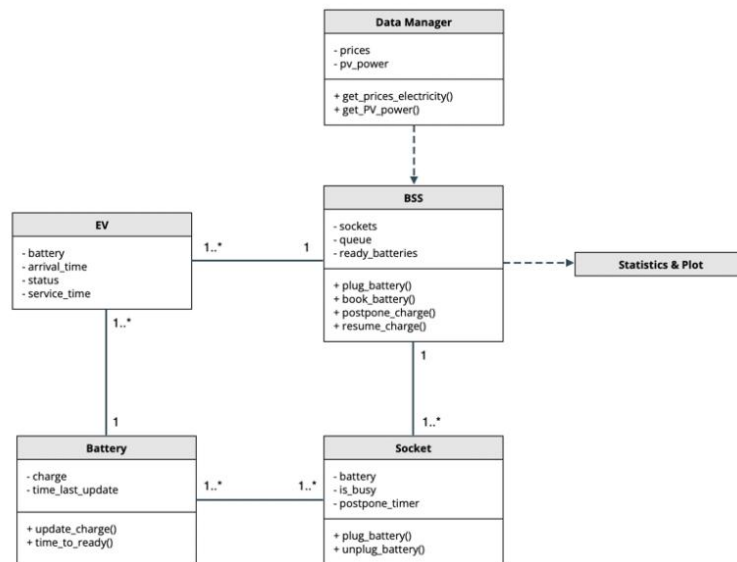 Data Manager
- prices
- pv_power
+ get_prices_electricity()
+ get_PV_power()
BSS
- sockets
- queue
- ready_batteries
+ plug_battery()
+ book_battery()
+ postpone_charge()
+ resume_charge()
EV
- battery
- arrival_time
- status
- service_time
1..*
1
Statistics & Plot
1..*
1
1
1..*
Battery
- charge
- time_last_update
+ update_charge()
+ time_to_ready()
1..*
1..*
Socket
- battery
- is_busy
- postpone_timer
+ plug_battery()
+ unplug_battery()